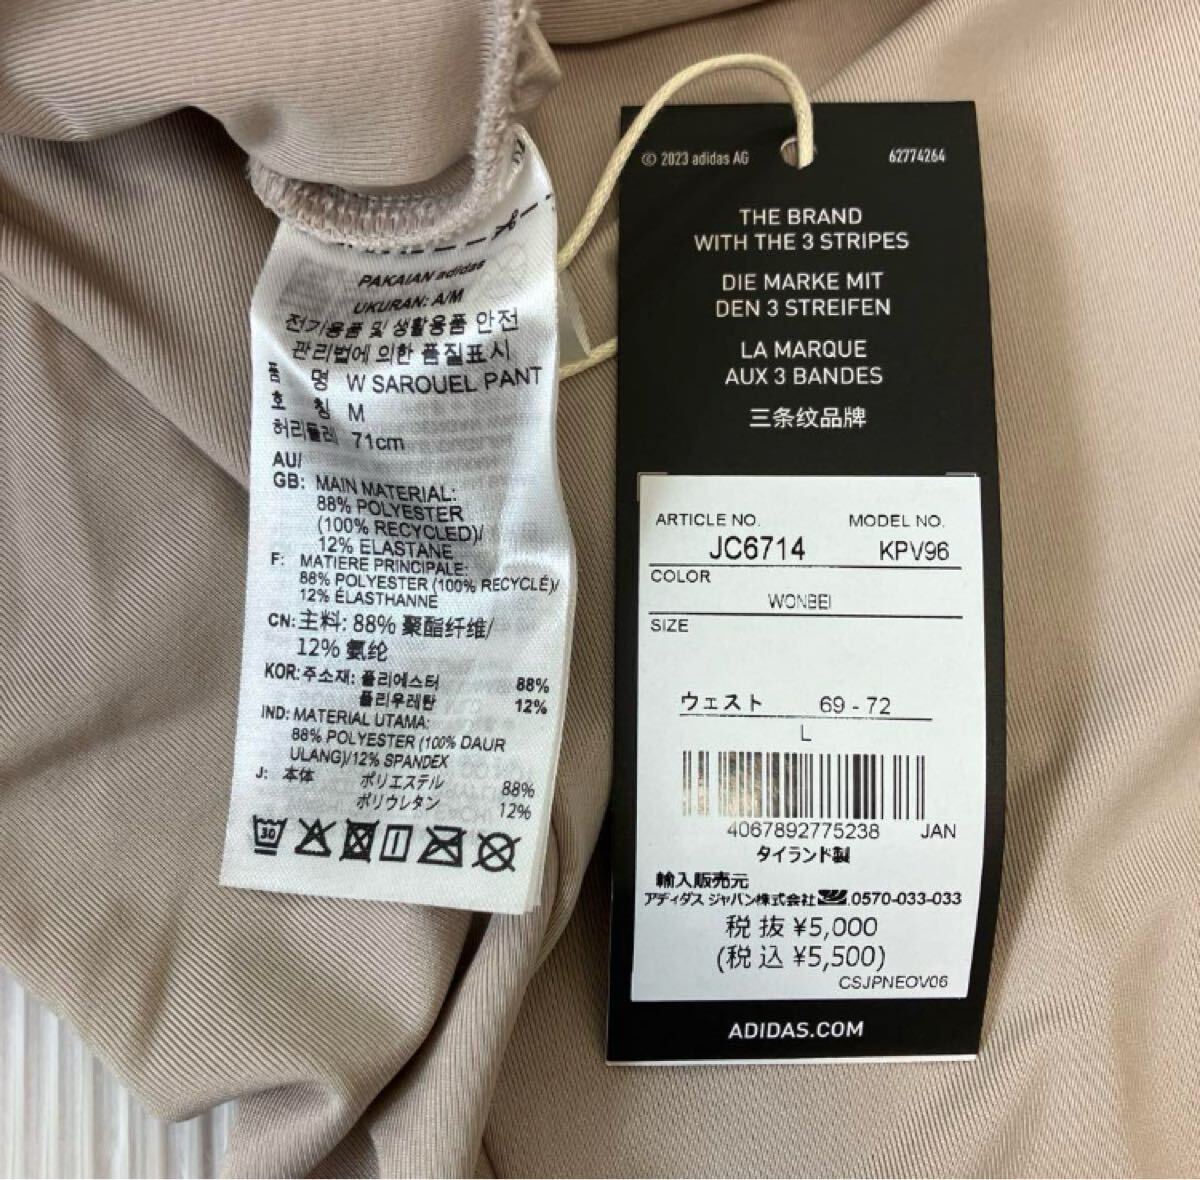 PAKAIAN adidas
UKURAN: A/M
전기용품 및 생활용품 안전
관리법에 의한 품질표시
품 명 W SAROUEL PANT
호 칭 M
허리둘레 71cm
AU/
GB: MAIN MATERIAL:
88% POLYESTER
(100% RECYCLED)/
12% ELASTANE
F: MATIERE PRINCIPALE:
88% POLYESTER (100% RECYCLÉ)/
12% ÉLASTHANNE
CN: 主料: 88% 聚酯纤维/
12% 氨纶
KOR: 주소재: 폴리에스터 88%
폴리우레탄 12%
IND: MATERIAL UTAMA:
88% POLYESTER (100% DAUR
ULANG)/12% SPANDEX
J: 本体 ポリエステル 88%
ポリウレタン 12%
30
© 2023 adidas AG 62774264
THE BRAND
WITH THE 3 STRIPES
DIE MARKE MIT
DEN 3 STREIFEN
LA MARQUE
AUX 3 BANDES
三条纹品牌
ARTICLE NO. MODEL NO.
JC6714 KPV96
COLOR
WONBEI
SIZE
ウェスト 69 - 72
L
4067892775238 JAN
タイランド製
輸入販売元
アディダス ジャパン株式会社 0570-033-033
税抜 ¥5,000
(税込 ¥5,500)
CSJPNEOV06
ADIDAS.COM